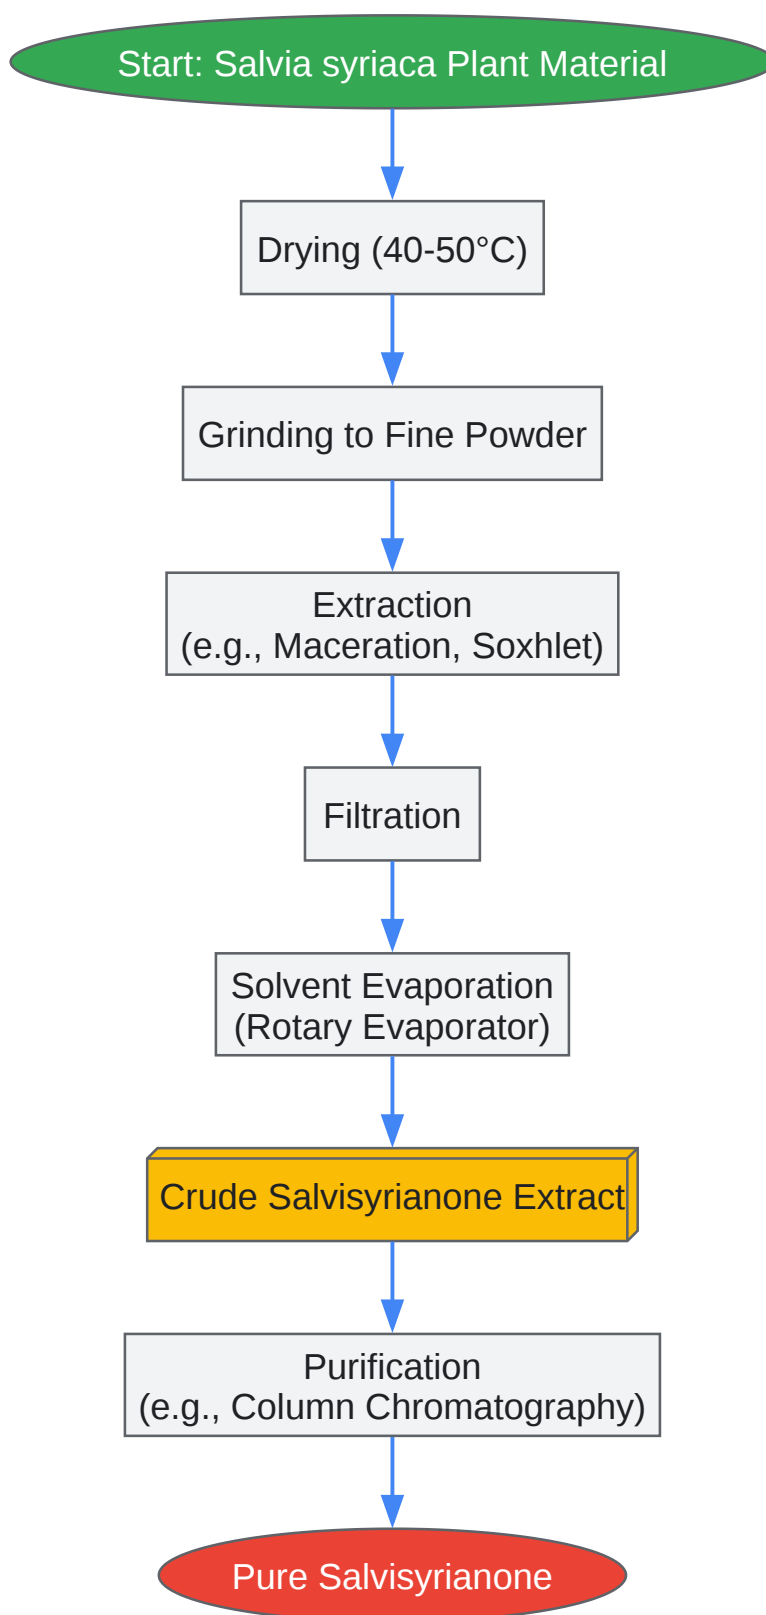 Start: Salvia syriaca Plant Material
Drying (40-50°C)
Grinding to Fine Powder
Extraction
(e.g., Maceration, Soxhlet)
Filtration
Solvent Evaporation
(Rotary Evaporator)
Crude Salvisyrianone Extract
Purification
(e.g., Column Chromatography)
Pure Salvisyrianone